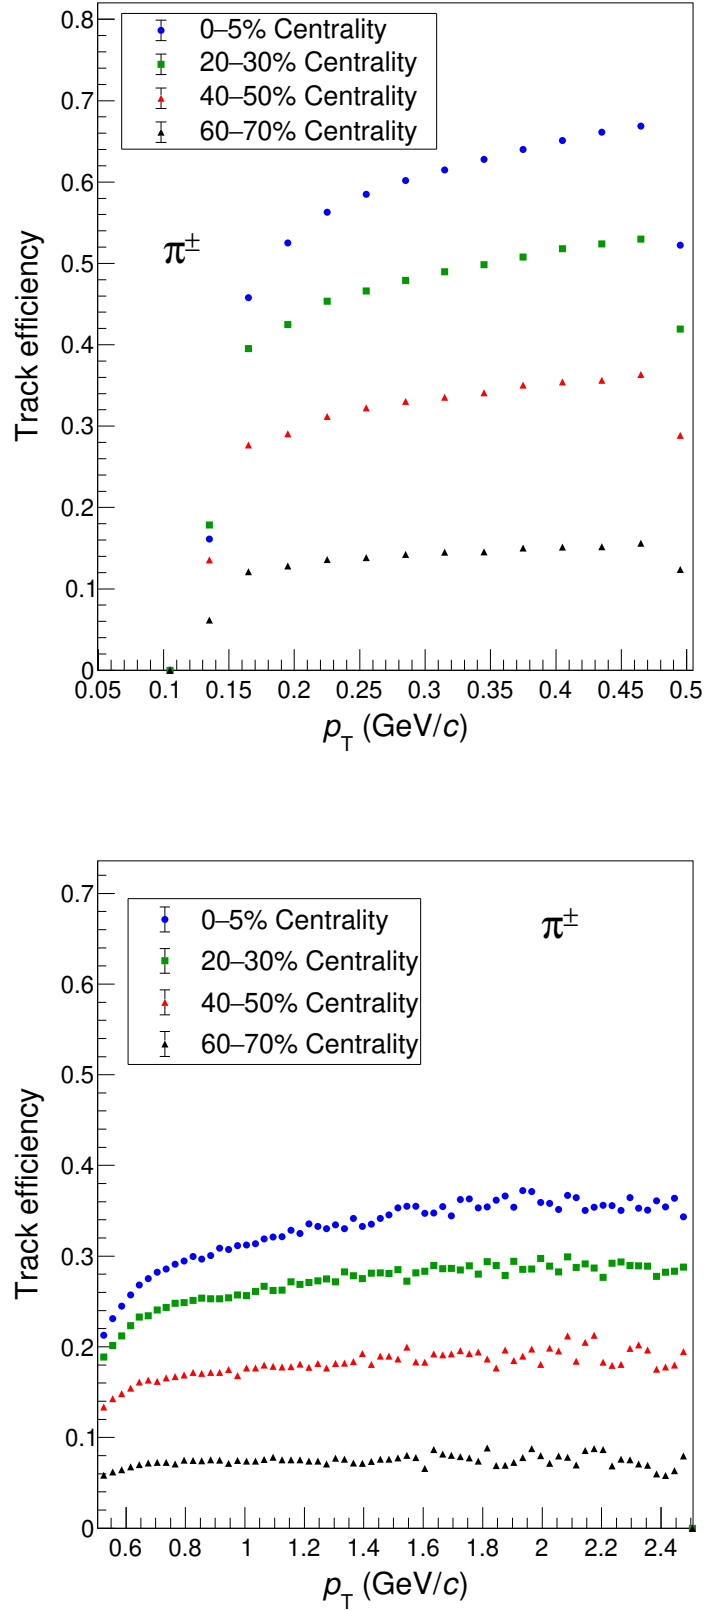 0.8
0.7
0.6
0.5
0.4
0.3
0.2
0.1
0
Track efficiency
0–5% Centrality
20–30% Centrality
40–50% Centrality
60–70% Centrality
π±
0.05 0.1 0.15 0.2 0.25 0.3 0.35 0.4 0.45 0.5
pT (GeV/c)
0.7
0.6
0.5
0.4
0.3
0.2
0.1
0
Track efficiency
0–5% Centrality
20–30% Centrality
40–50% Centrality
60–70% Centrality
π±
0.6 0.8 1 1.2 1.4 1.6 1.8 2 2.2 2.4
pT (GeV/c)